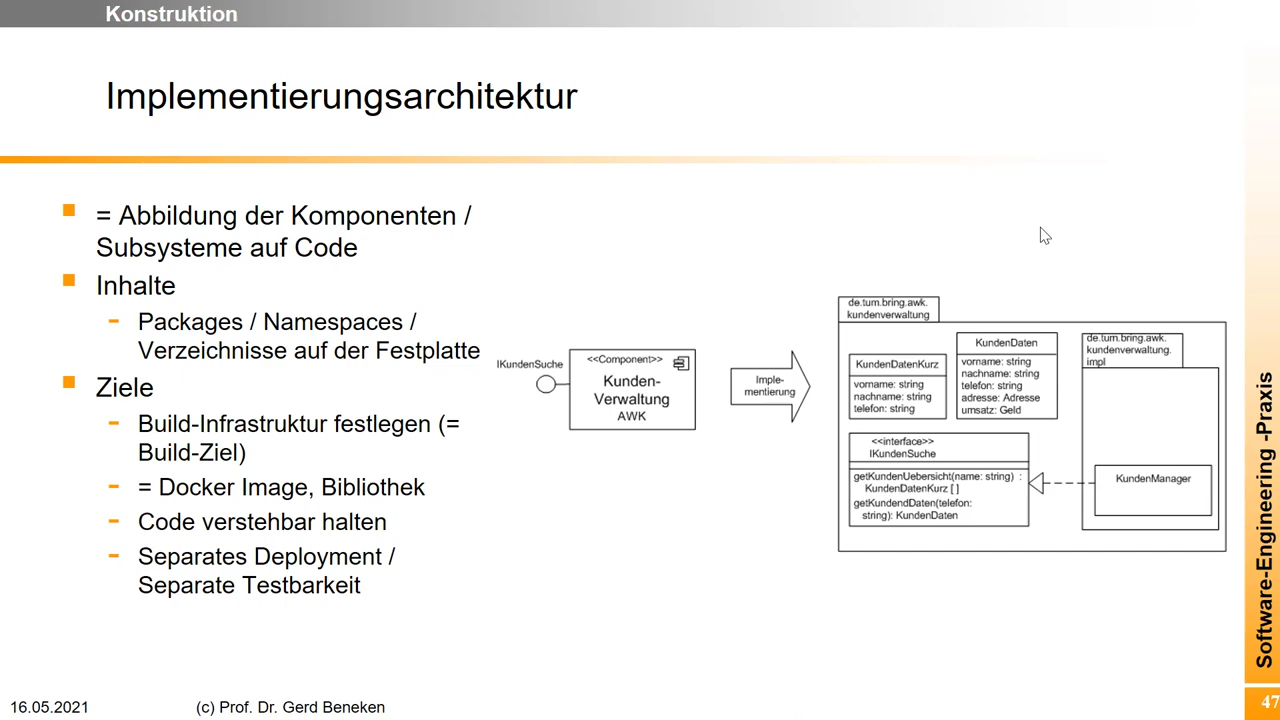 Konstruktion
Implementierungsarchitektur
= Abbildung der Komponenten /
Subsysteme auf Code
Inhalte
- Packages / Namespaces /
Verzeichnisse auf der Festplatte
Ziele
- Build-Infrastruktur festlegen (=
Build-Ziel)
- = Docker Image, Bibliothek
- Code verstehbar halten
- Separates Deployment /
Separate Testbarkeit
IKundenSuche
<<Component>>
Kunden-
Verwaltung
AWK
Imple-
mentierung
de.tum.bring.awk.
kundenverwaltung
KundenDatenKurz
vorname: string
nachname: string
telefon: string
KundenDaten
vorname: string
nachname: string
telefon: string
adresse: Adresse
umsatz: Geld
de.tum.bring.awk.
kundenverwaltung.
impl
<<interface>>
IKundenSuche
getKundenUebersicht(name: string) :
KundenDatenKurz [ ]
getKundendDaten(telefon:
string): KundenDaten
KundenManager
Software-Engineering -Praxis
16.05.2021
(c) Prof. Dr. Gerd Beneken
47